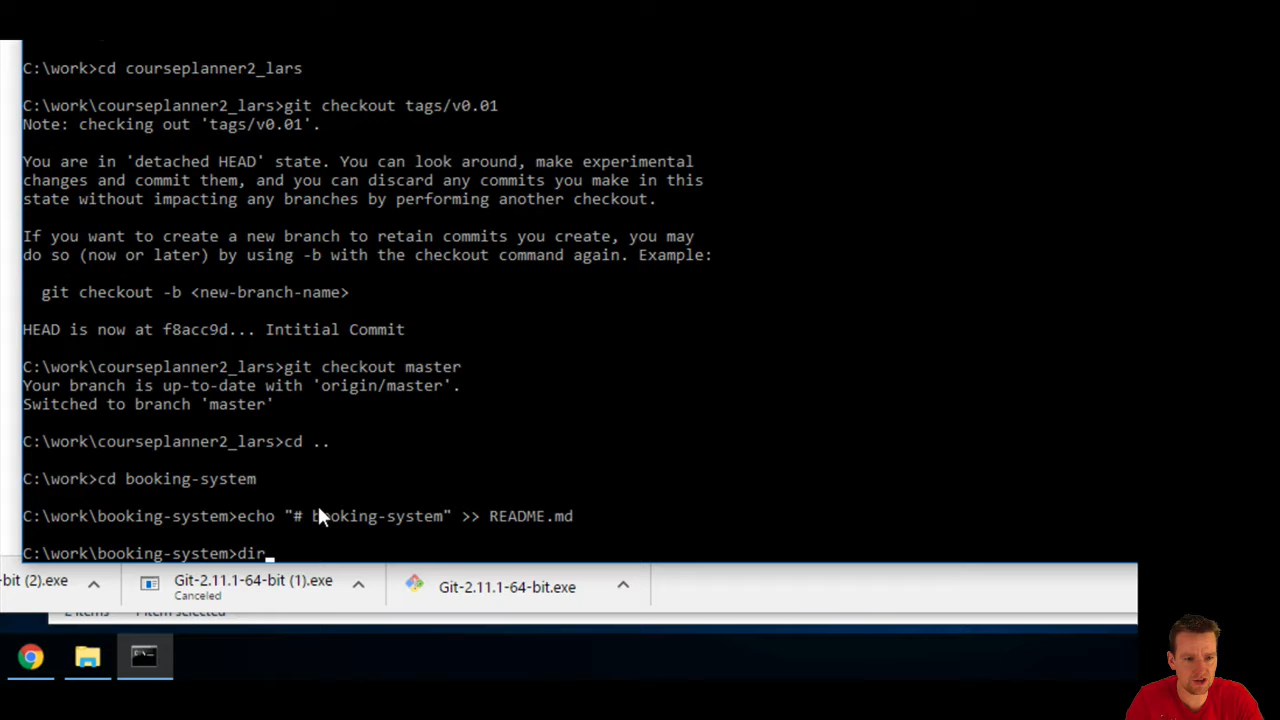 C:\work>cd courseplanner2_lars
C:\work\courseplanner2_lars>git checkout tags/v0.01
Note: checking out 'tags/v0.01'.
You are in 'detached HEAD' state. You can look around, make experimental
changes and commit them, and you can discard any commits you make in this
state without impacting any branches by performing another checkout.
If you want to create a new branch to retain commits you create, you may
do so (now or later) by using -b with the checkout command again. Example:
git checkout -b <new-branch-name>
HEAD is now at f8acc9d... Intitial Commit
C:\work\courseplanner2_lars>git checkout master
Your branch is up-to-date with 'origin/master'.
Switched to branch 'master'
C:\work\courseplanner2_lars>cd ..
C:\work>cd booking-system
C:\work\booking-system>echo "# booking-system" >> README.md
C:\work\booking-system>dir
-bit (2).exe
Git-2.11.1-64-bit (1).exe
Canceled
Git-2.11.1-64-bit.exe